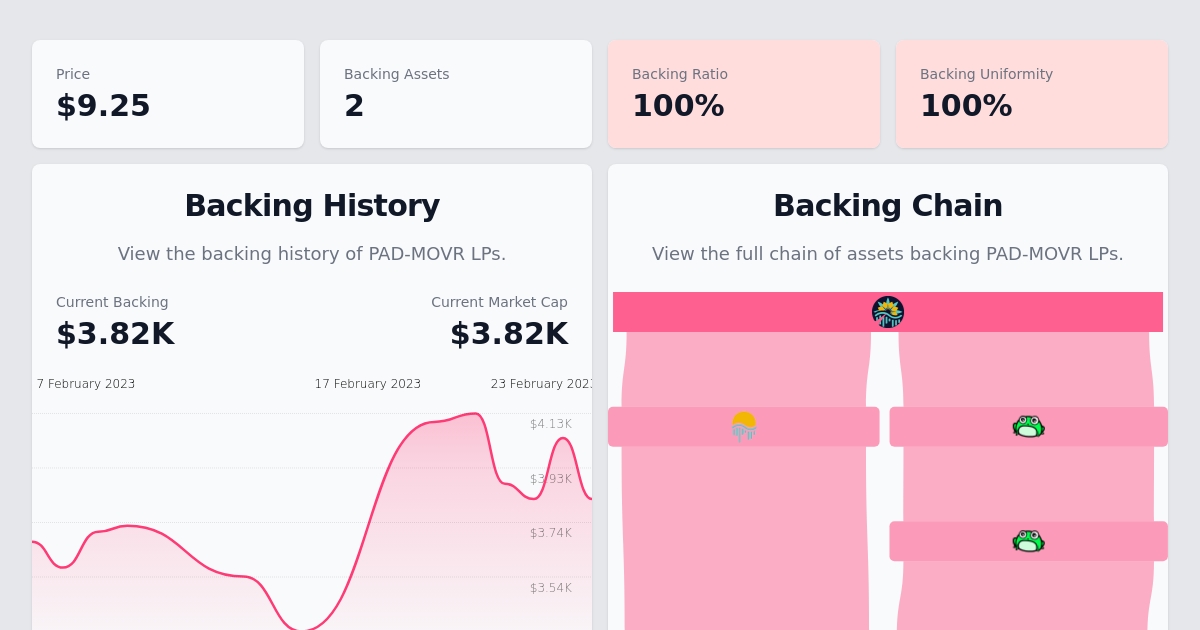 Price
$9.25
Backing Assets
2
Backing Ratio
100%
Backing Uniformity
100%
Backing History
View the backing history of PAD-MOVR LPs.
Current Backing
$3.82K
Current Market Cap
$3.82K
7 February 2023
17 February 2023
23 February 2023
$4.13K
$3.93K
$3.74K
$3.54K
Backing Chain
View the full chain of assets backing PAD-MOVR LPs.